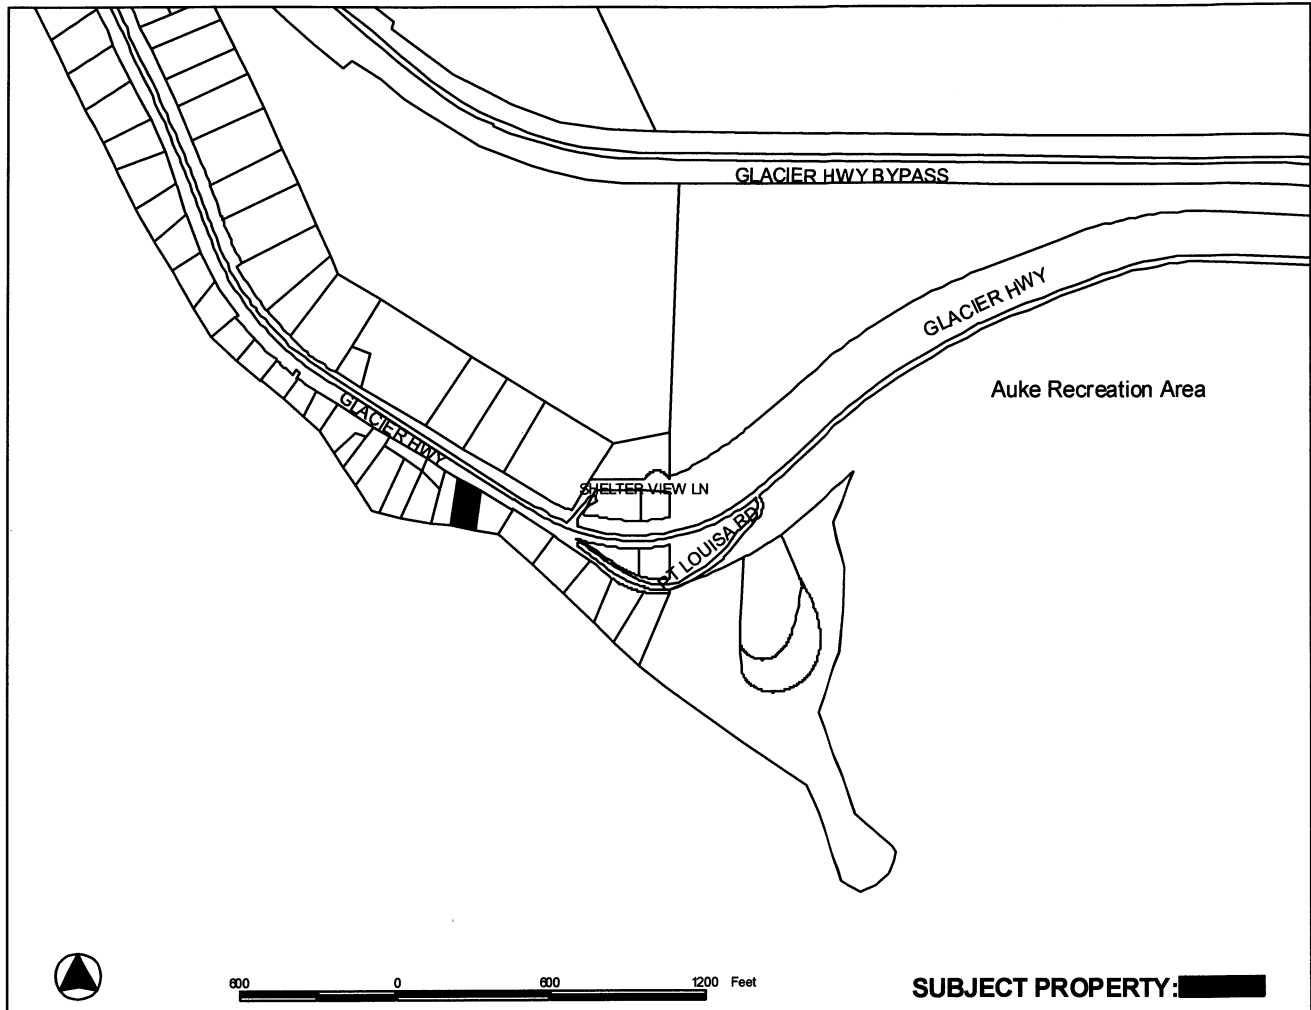 GLACIER HWY BYPASS
GLACIER HWY
Auke Recreation Area
GLACIER HWY
SHELTER VIEW LN
PT LOUISA RD
600 0 600 1200 Feet
SUBJECT PROPERTY: